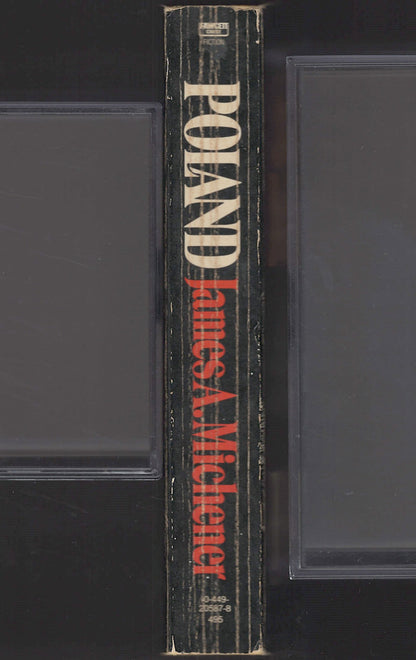 FAWCETT
CREST
FICTION
POLAND
James A. Michener
0-449-
20587-8
495